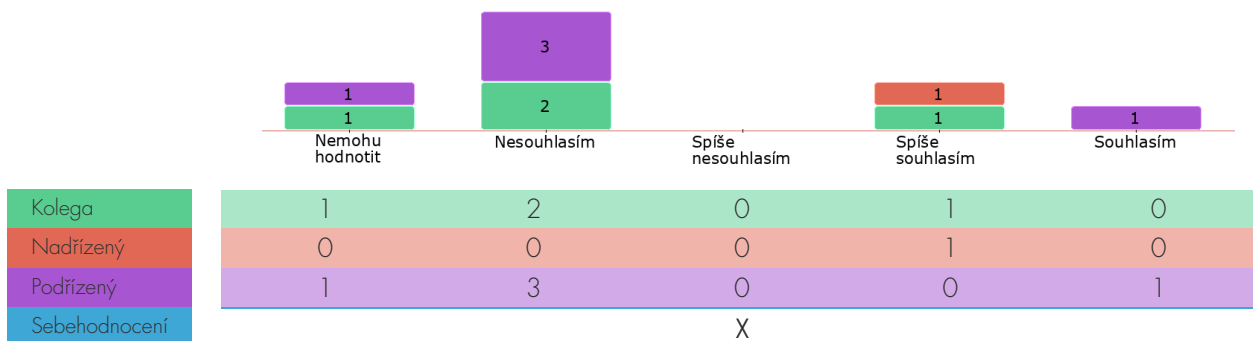 3
1
1
2
1
1
1
Nemohu
hodnotit
Nesouhlasím
Spíše
nesouhlasím
Spíše
souhlasím
Souhlasím
Kolega 1 2 0 1 0
Nadřízený 0 0 0 1 0
Podřízený 1 3 0 0 1
Sebehodnocení X